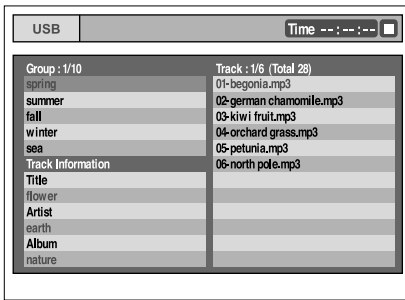 USB
Time --:--:--
Group : 1/10
spring
summer
fall
winter
sea
Track Information
Title
flower
Artist
earth
Album
nature
Track : 1/6 (Total 28)
01-begonia.mp3
02-german chamomile.mp3
03-kiwi fruit.mp3
04-orchard grass.mp3
05-petunia.mp3
06-north pole.mp3